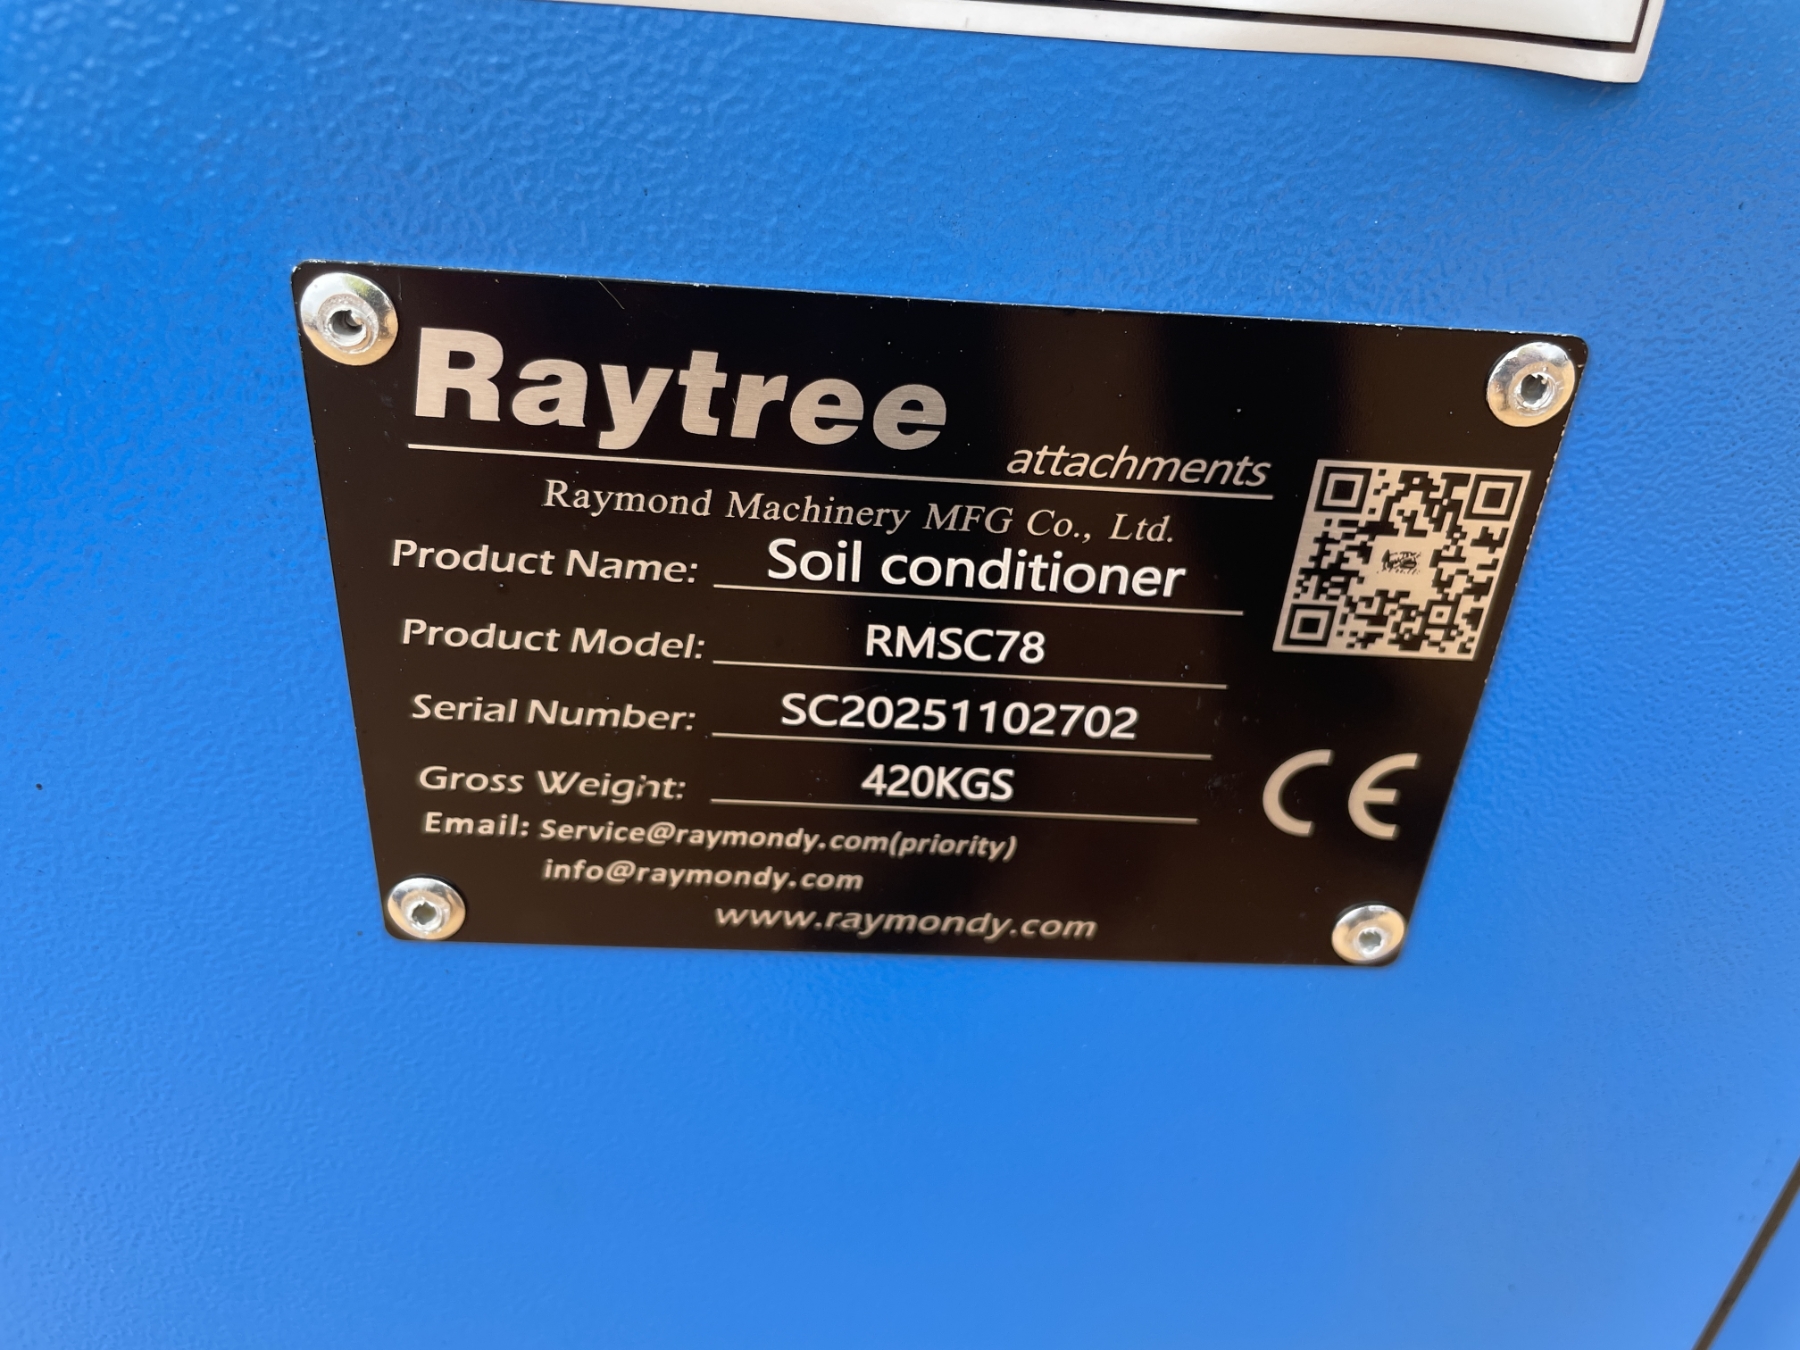 Raytree
attachments
Raymond Machinery MFG Co., Ltd.
Product Name: Soil conditioner
Product Model: RMSC78
Serial Number: SC20251102702
Gross Weight: 420KGS
Email: Service@raymondy.com(priority)
info@raymondy.com
www.raymondy.com
CE